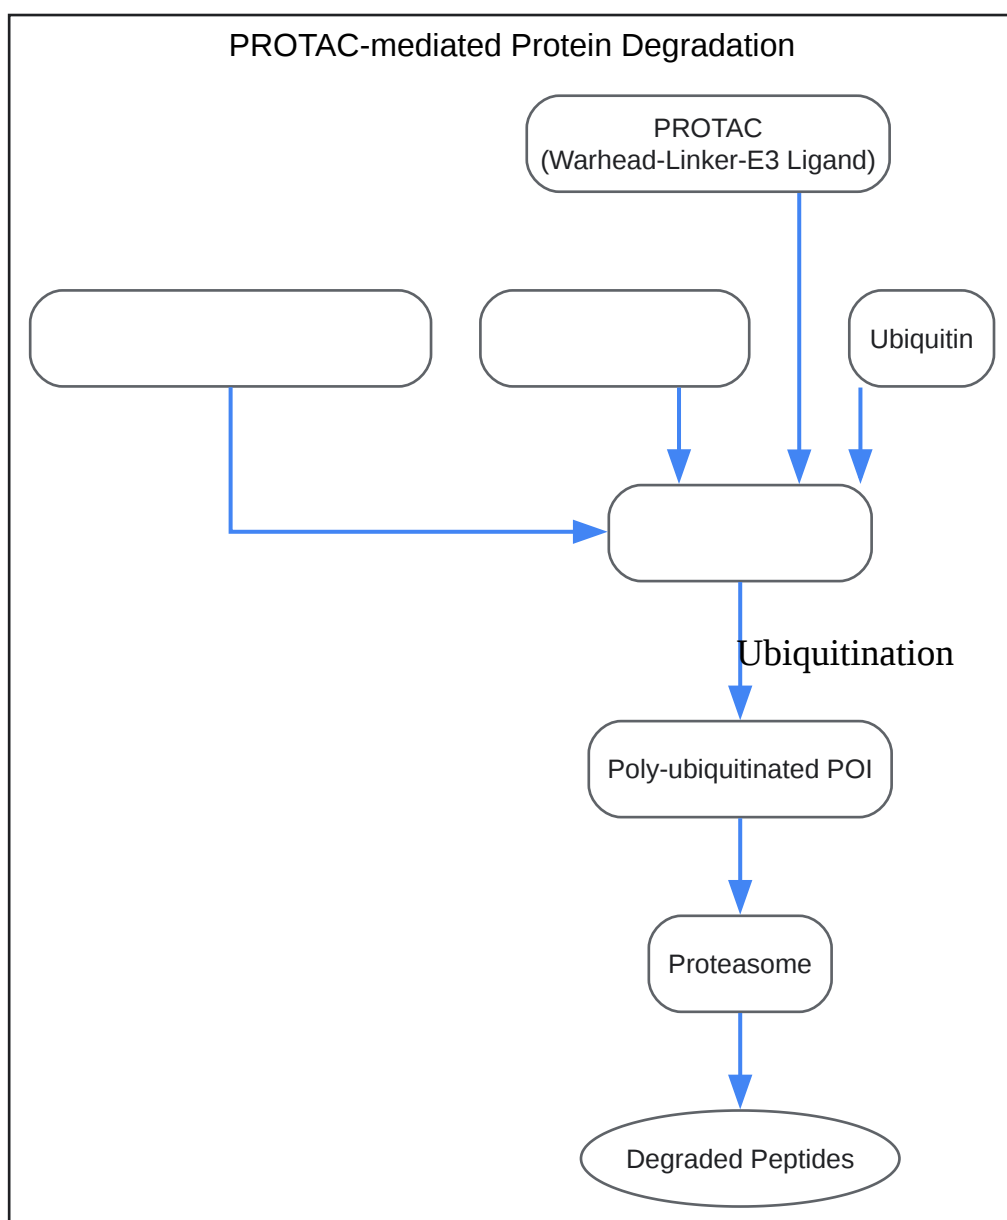 PROTAC-mediated Protein Degradation
PROTAC
(Warhead-Linker-E3 Ligand)
Ubiquitin
Ubiquitination
Poly-ubiquitinated POI
Proteasome
Degraded Peptides